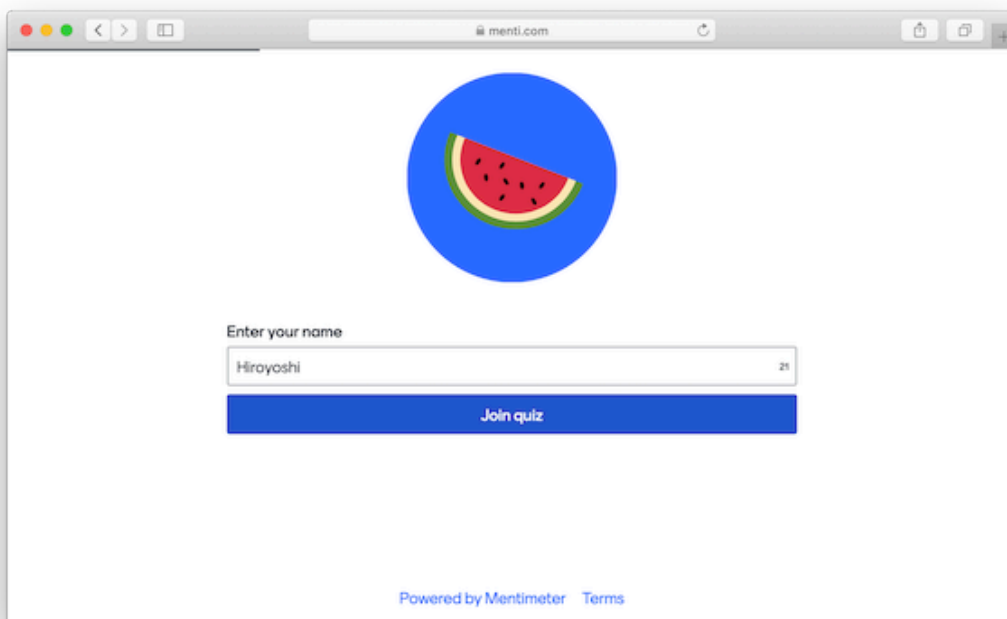 menti.com
Enter your name
Hiroyoshi 21
Join quiz
Powered by Mentimeter Terms